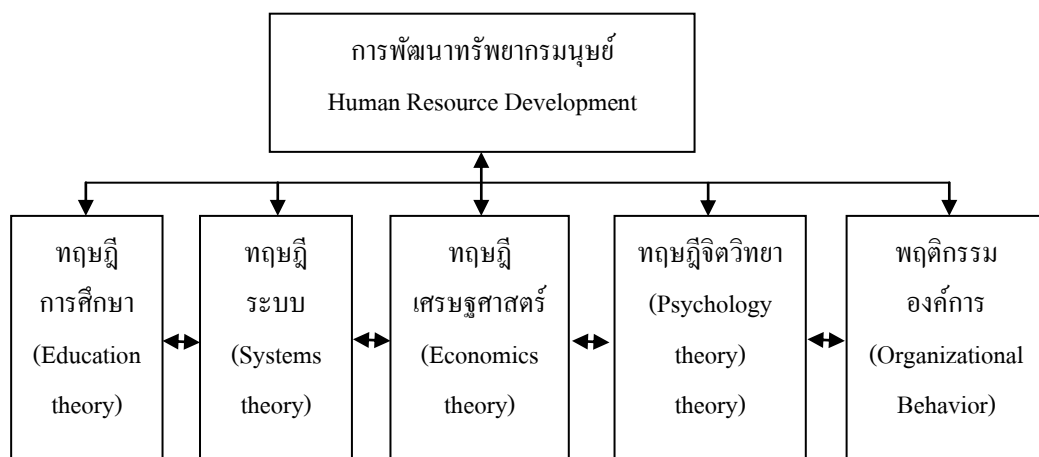 การพัฒนาทรัพยากรมนุษย์
Human Resource Development
ทฤษฎี
การศึกษา
(Education
theory)
ทฤษฎี
ระบบ
(Systems
theory)
ทฤษฎี
เศรษฐศาสตร์
(Economics
theory)
ทฤษฎีจิตวิทยา
(Psychology
theory)
theory)
พฤติกรรม
องค์การ
(Organizational
Behavior)